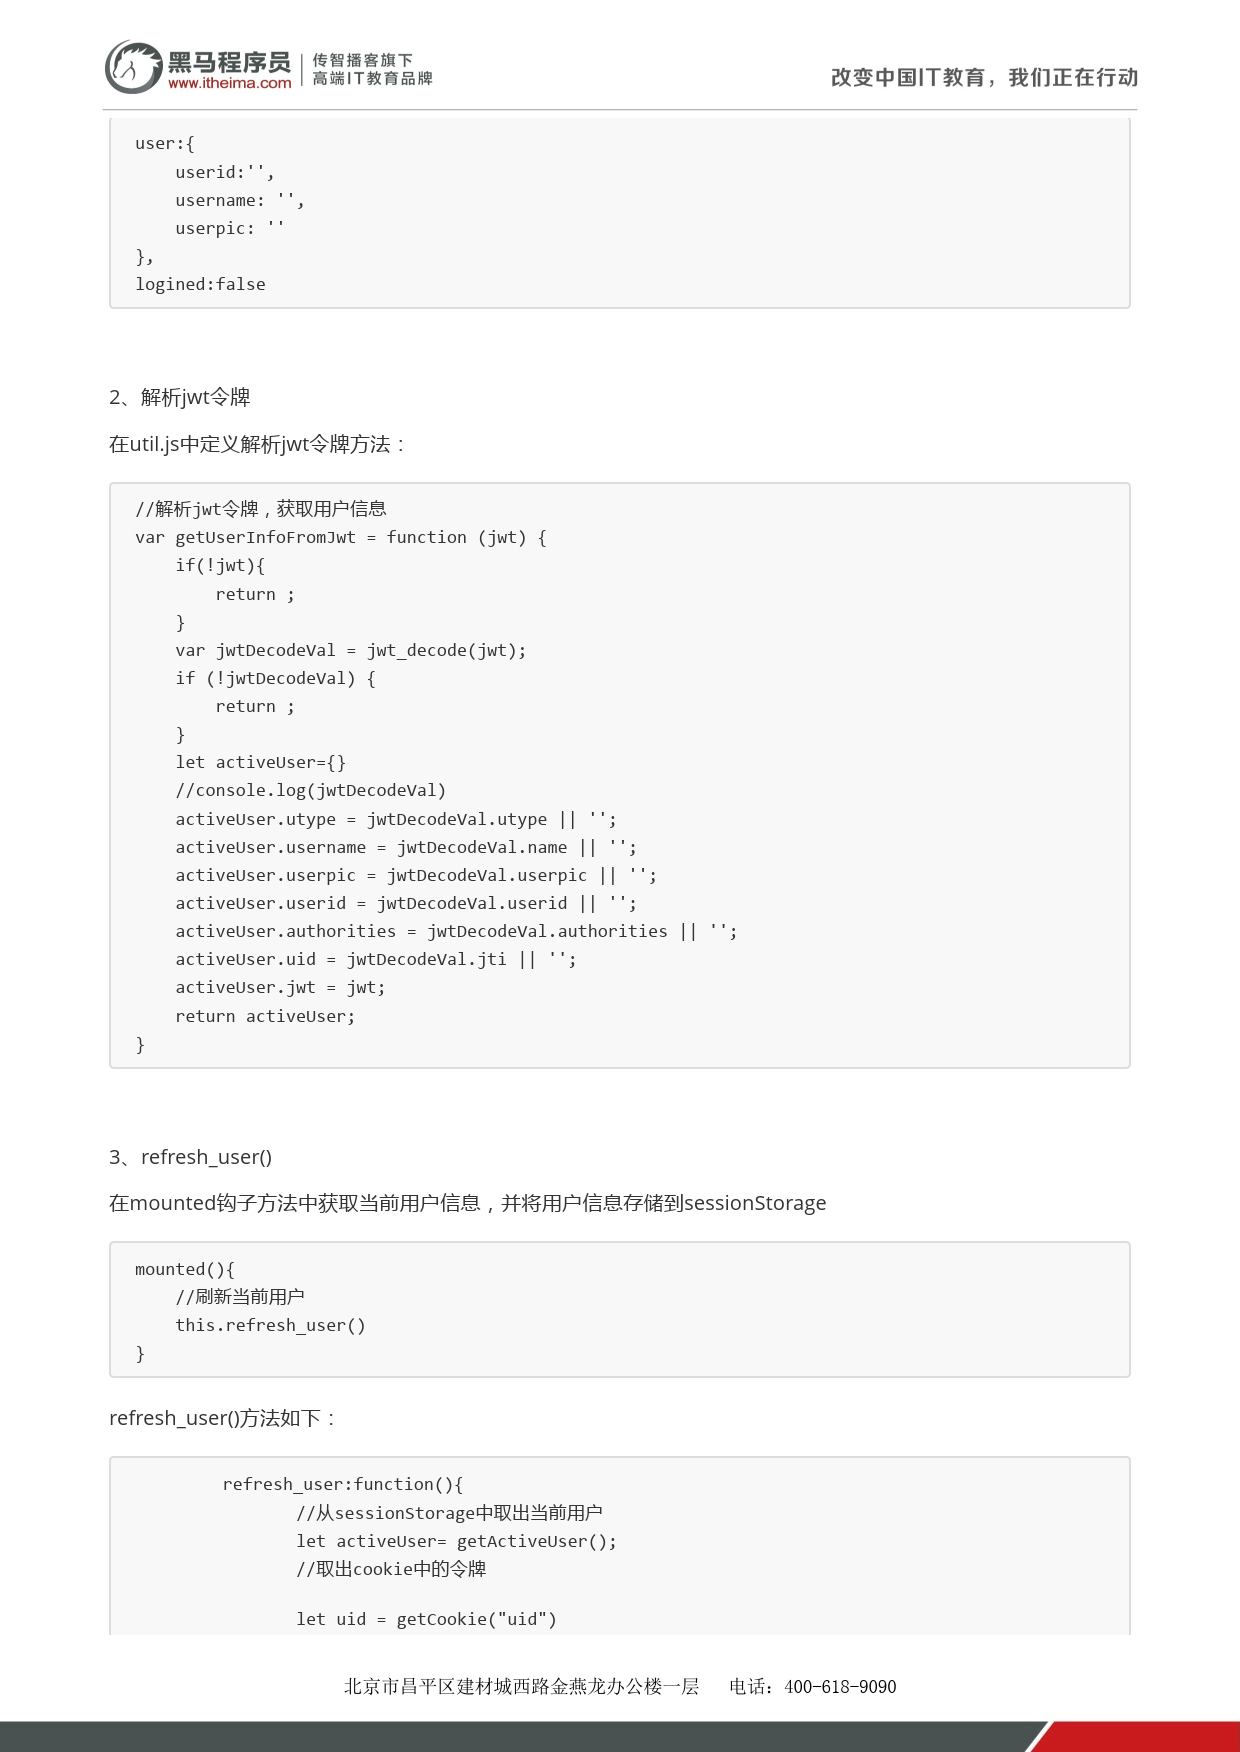 黑马程序员
www.itheima.com
传智播客旗下
高端IT教育品牌
改变中国IT教育，我们正在行动
user:{
    userid:'',
    username: '',
    userpic: ''
},
logined:false
2、解析jwt令牌
在util.js中定义解析jwt令牌方法：
//解析jwt令牌，获取用户信息
var getUserInfoFromJwt = function (jwt) {
    if(!jwt){
        return ;
    }
    var jwtDecodeVal = jwt_decode(jwt);
    if (!jwtDecodeVal) {
        return ;
    }
    let activeUser={}
    //console.log(jwtDecodeVal)
    activeUser.utype = jwtDecodeVal.utype || '';
    activeUser.username = jwtDecodeVal.name || '';
    activeUser.userpic = jwtDecodeVal.userpic || '';
    activeUser.userid = jwtDecodeVal.userid || '';
    activeUser.authorities = jwtDecodeVal.authorities || '';
    activeUser.uid = jwtDecodeVal.jti || '';
    activeUser.jwt = jwt;
    return activeUser;
}
3、refresh_user()
在mounted钩子方法中获取当前用户信息，并将用户信息存储到sessionStorage
mounted(){
    //刷新当前用户
    this.refresh_user()
}
refresh_user()方法如下：
refresh_user:function(){
        //从sessionStorage中取出当前用户
        let activeUser= getActiveUser();
        //取出cookie中的令牌
        let uid = getCookie("uid")
北京市昌平区建材城西路金燕龙办公楼一层   电话：400-618-9090